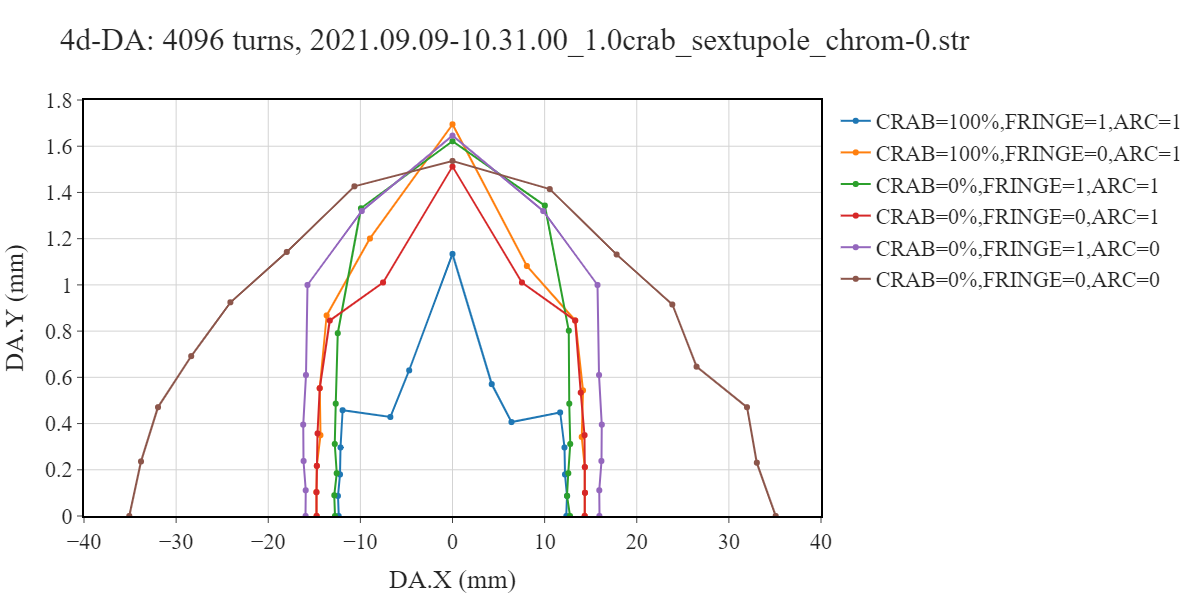 4d-DA: 4096 turns, 2021.09.09-10.31.00_1.0crab_sextupole_chrom-0.str
DA.Y (mm)
1.8
1.6
1.4
1.2
1
0.8
0.6
0.4
0.2
0
−40 −30 −20 −10 0 10 20 30 40
DA.X (mm)
CRAB=100%,FRINGE=1,ARC=1
CRAB=100%,FRINGE=0,ARC=1
CRAB=0%,FRINGE=1,ARC=1
CRAB=0%,FRINGE=0,ARC=1
CRAB=0%,FRINGE=1,ARC=0
CRAB=0%,FRINGE=0,ARC=0